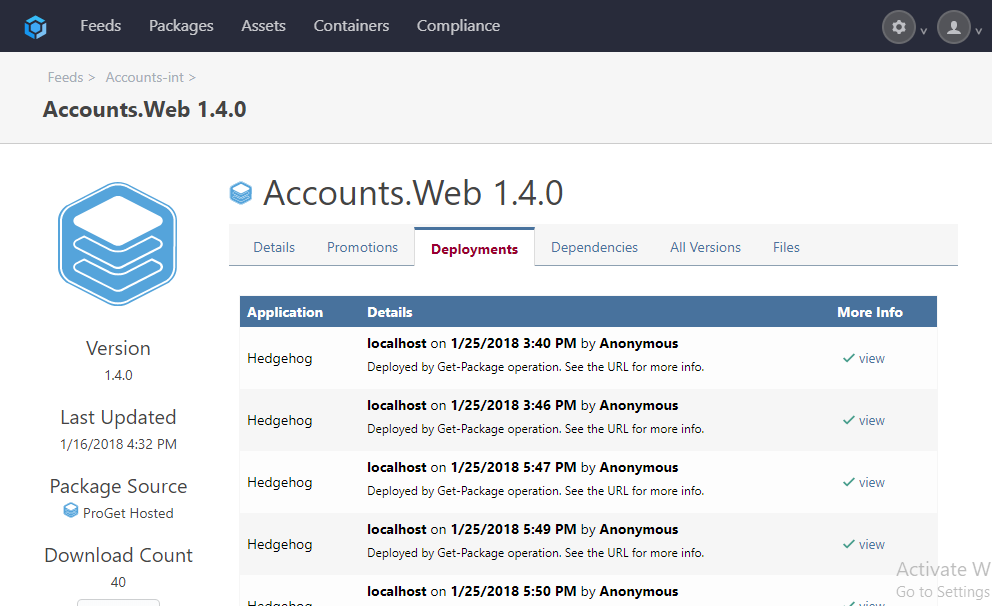 Feeds Packages Assets Containers Compliance
Feeds > Accounts-int >
Accounts.Web 1.4.0
Accounts.Web 1.4.0
Details Promotions Deployments Dependencies All Versions Files
Application Details More Info
localhost on 1/25/2018 3:40 PM by Anonymous
Hedgehog view
Deployed by Get-Package operation. See the URL for more info.
localhost on 1/25/2018 3:46 PM by Anonymous
Hedgehog view
Deployed by Get-Package operation. See the URL for more info.
localhost on 1/25/2018 5:47 PM by Anonymous
Hedgehog view
Deployed by Get-Package operation. See the URL for more info.
localhost on 1/25/2018 5:49 PM by Anonymous
Hedgehog view
Deployed by Get-Package operation. See the URL for more info.
localhost on 1/25/2018 5:50 PM by Anonymous
Hedgehog view
Version
1.4.0
Last Updated
1/16/2018 4:32 PM
Package Source
ProGet Hosted
Download Count
40
Activate W
Go to Settings